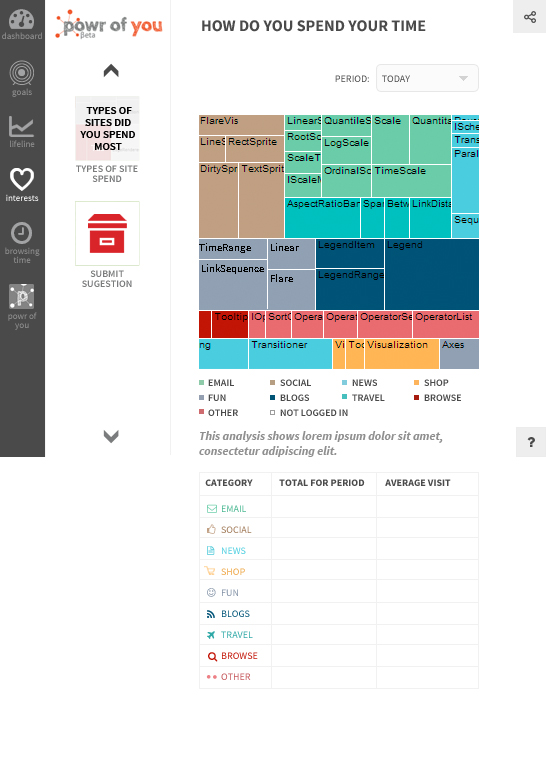 dashboard
goals
lifeline
interests
browsing
time
powr of
you
powr of you
βeta
TYPES OF
SITES DID
YOU SPEND
MOST
TYPES OF SITE
SPEND
SUBMIT
SUGESTION
HOW DO YOU SPEND YOUR TIME
PERIOD: TODAY
FlareVis LinearS QuantileS Scale Quantita
ISche
LineS RectSprite RootSc LogScale Trans
ScaleT Paral
DirtySpr TextSprit IScaleM OrdinalSc TimeScale
AspectRatioBar Spar Betw LinkDista
Sequ
TimeRange Linear LegendItem Legend
LinkSequence Flare LegendRange
Tooltip IOp SortO Opera Operat OperatorSe OperatorList
ng Transitioner Vi Too Visualization Axes
EMAIL SOCIAL NEWS SHOP
FUN BLOGS TRAVEL BROWSE
OTHER NOT LOGGED IN
This analysis shows lorem ipsum dolor sit amet,
consectetur adipiscing elit.
?
CATEGORY TOTAL FOR PERIOD AVERAGE VISIT
EMAIL
SOCIAL
NEWS
SHOP
FUN
BLOGS
TRAVEL
BROWSE
OTHER